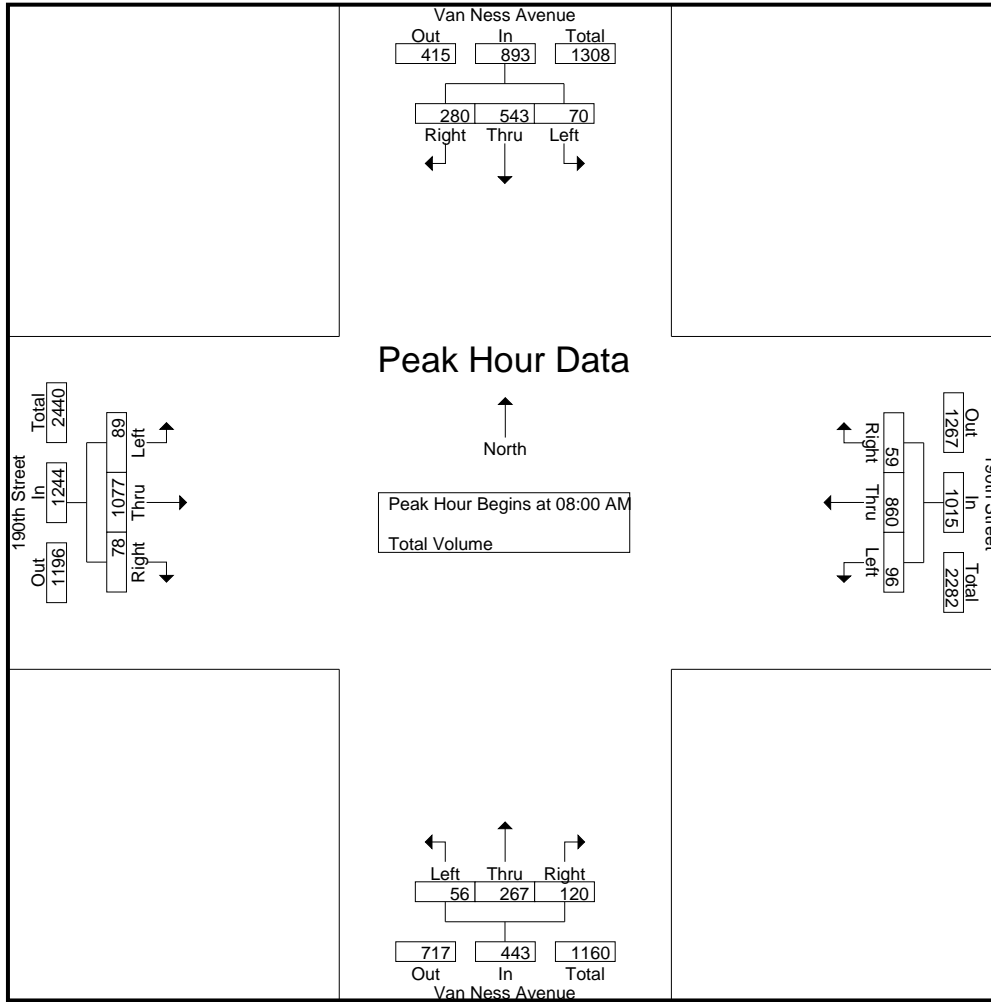 Van Ness Avenue
Out In Total
415 893 1308
280 543 70
Right Thru Left
Peak Hour Data
North
Peak Hour Begins at 08:00 AM
Total Volume
190th Street
Out In Total
1196 1244 2440
Right Thru Left
78 1077 89
190th Street
Out In Total
1267 1015 2282
59 860 96
Right Thru Left
Left Thru Right
56 267 120
717 443 1160
Out In Total
Van Ness Avenue